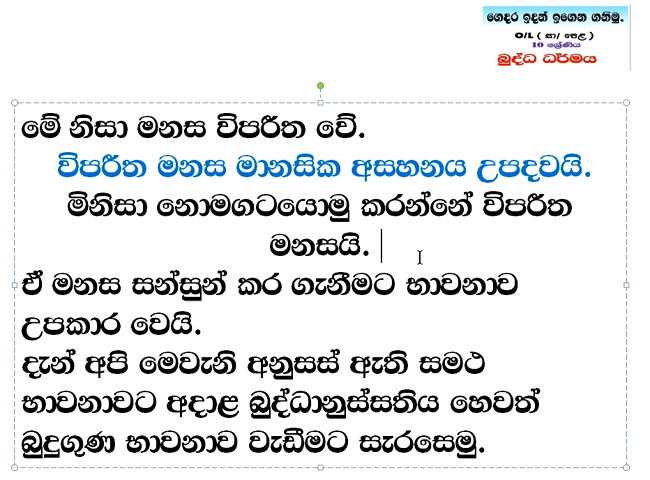 ගෙදර ඉදන් ඉගෙන ගනිමු.
O/L ( සා/ පෙළ )
10 ශ්‍රේණිය
බුද්ධ ධර්මය
මේ නිසා මනස විපරීත වේ.
විපරීත මනස මානසික අසහනය උපදවයි.
මිනිසා නොමගටයොමු කරන්නේ විපරීත
මනසයි.
ඒ මනස සන්සුන් කර ගැනීමට භාවනාව
උපකාර වෙයි.
දැන් අපි මෙවැනි අනුසස් ඇති සමථ
භාවනාවට අදාළ බුද්ධානුස්සතිය හෙවත්
බුදුගුණ භාවනාව වැඩීමට සැරසෙමු.